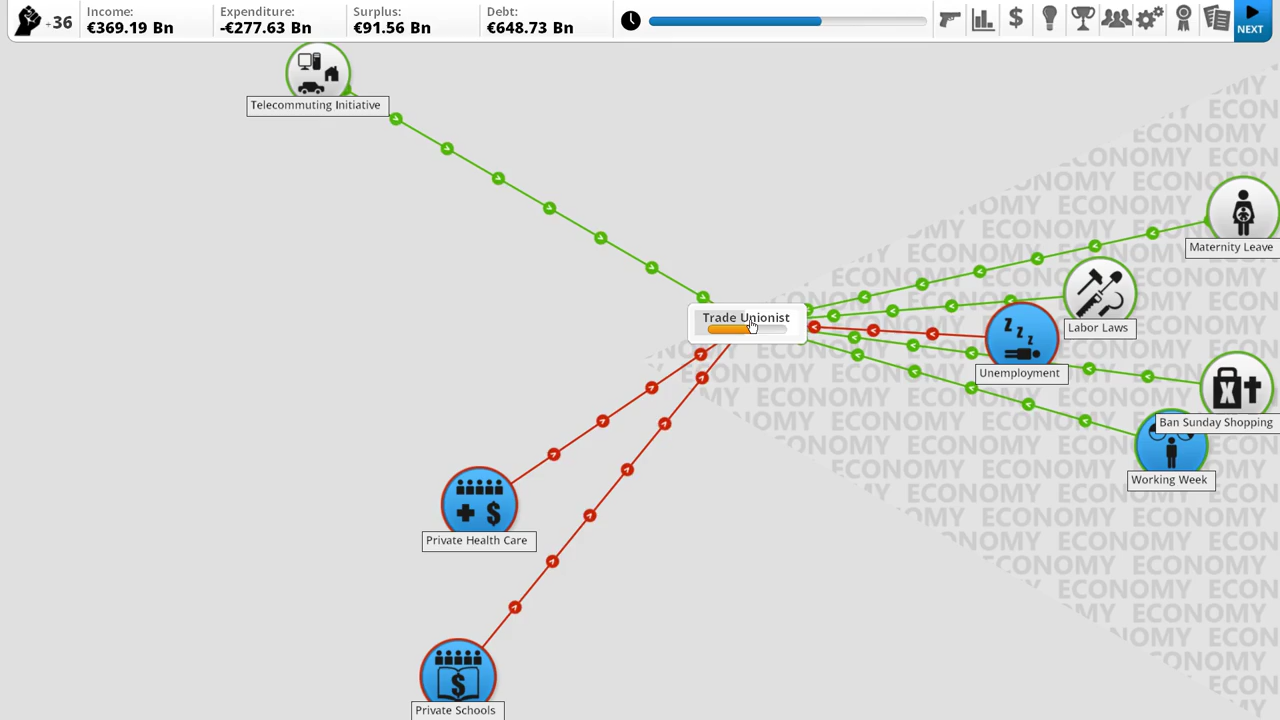 +36
Income:
€369.19 Bn
Expenditure:
-€277.63 Bn
Surplus:
€91.56 Bn
Debt:
€648.73 Bn
NEXT
Telecommuting Initiative
Maternity Leave
Labor Laws
Trade Unionist
Z Z Z
Unemployment
X
Ban Sunday Shopping
Working Week
$
Private Health Care
$
Private Schools
ECONOMY ECONOMY ECONOMY